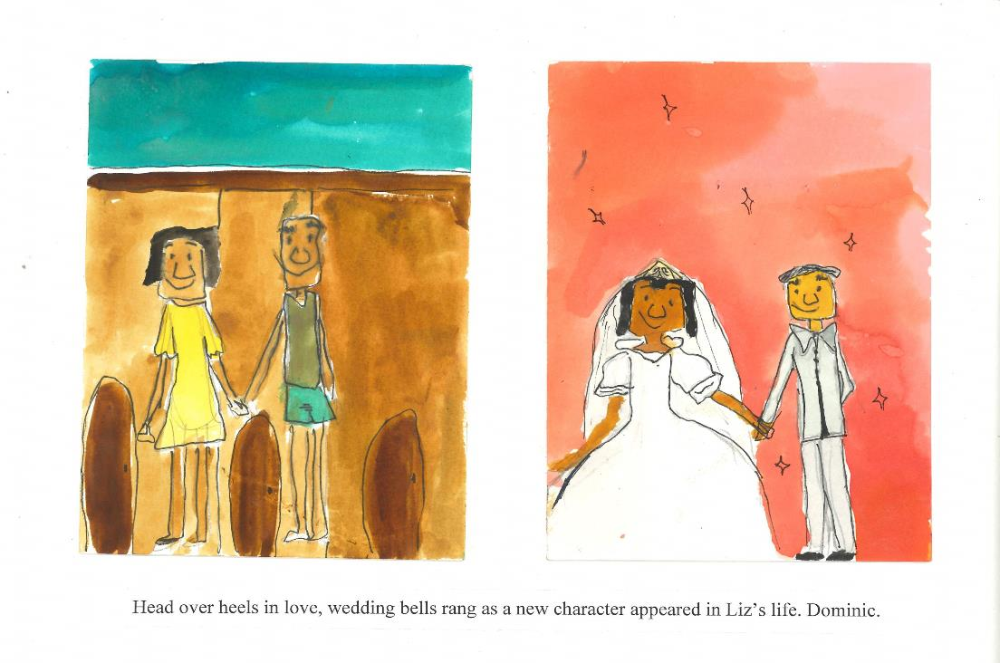 Head over heels in love, wedding bells rang as a new character appeared in Liz’s life. Dominic.